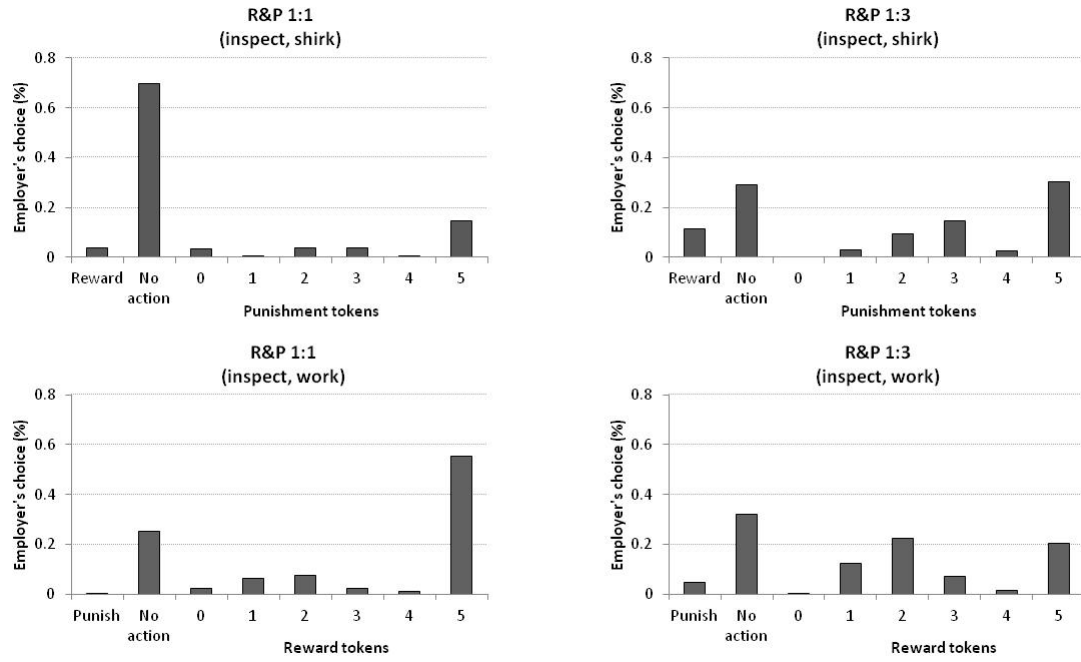 R&P 1:1
(inspect, shirk)
Employer's choice (%)
0.8
0.6
0.4
0.2
0
Reward No action 0 1 2 3 4 5
Punishment tokens
R&P 1:3
(inspect, shirk)
Employer's choice (%)
0.8
0.6
0.4
0.2
0
Reward No action 0 1 2 3 4 5
Punishment tokens
R&P 1:1
(inspect, work)
Employer's choice (%)
0.8
0.6
0.4
0.2
0
Punish No action 0 1 2 3 4 5
Reward tokens
R&P 1:3
(inspect, work)
Employer's choice (%)
0.8
0.6
0.4
0.2
0
Punish No action 0 1 2 3 4 5
Reward tokens